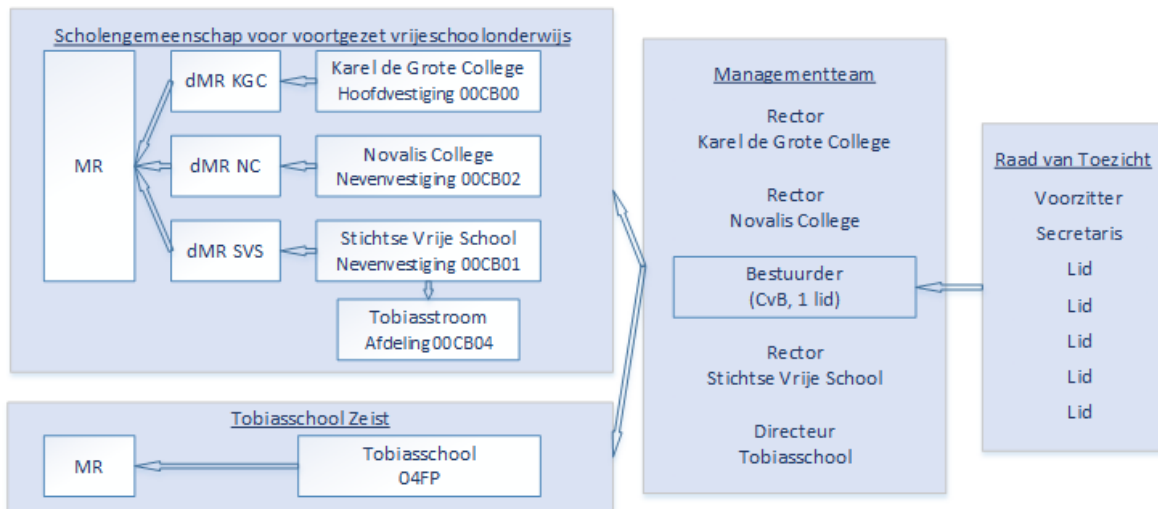 Scholengemeenschap voor voortgezet vrijeschoolonderwijs
MR
dMR KGC
Karel de Grote College
Hoofdvestiging 00CB00
dMR NC
Novalis College
Nevenvestiging 00CB02
dMR SVS
Stichtse Vrije School
Nevenvestiging 00CB01
Tobiasstroom
Afdeling 00CB04
Tobiasschool Zeist
MR
Tobiasschool
04FP
Managementteam
Rector
Karel de Grote College
Rector
Novalis College
Bestuurder
(CvB, 1 lid)
Rector
Stichtse Vrije School
Directeur
Tobiasschool
Raad van Toezicht
Voorzitter
Secretaris
Lid
Lid
Lid
Lid
Lid